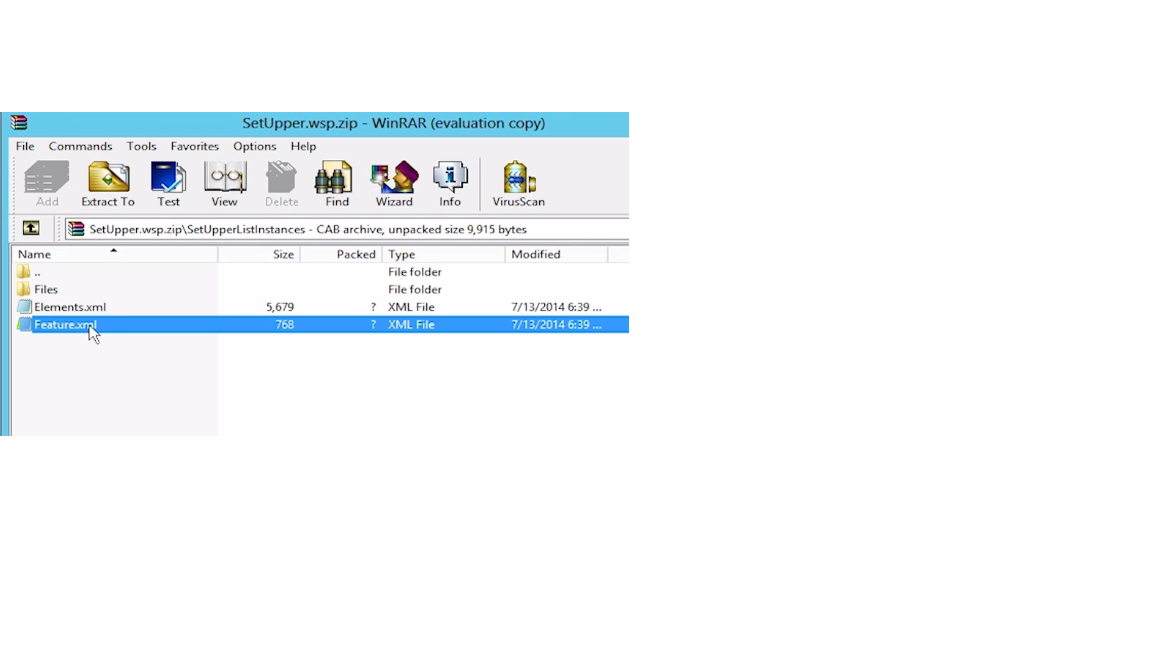 SetUpper.wsp.zip - WinRAR (evaluation copy)
File Commands Tools Favorites Options Help
Add Extract To Test View Delete Find Wizard Info VirusScan
SetUpper.wsp.zip\SetUpperListInstances - CAB archive, unpacked size 9,915 bytes
Name Size Packed Type Modified
.. File folder
Files File folder
Elements.xml 5,679 ? XML File 7/13/2014 6:39 ...
Feature.xml 768 ? XML File 7/13/2014 6:39 ...